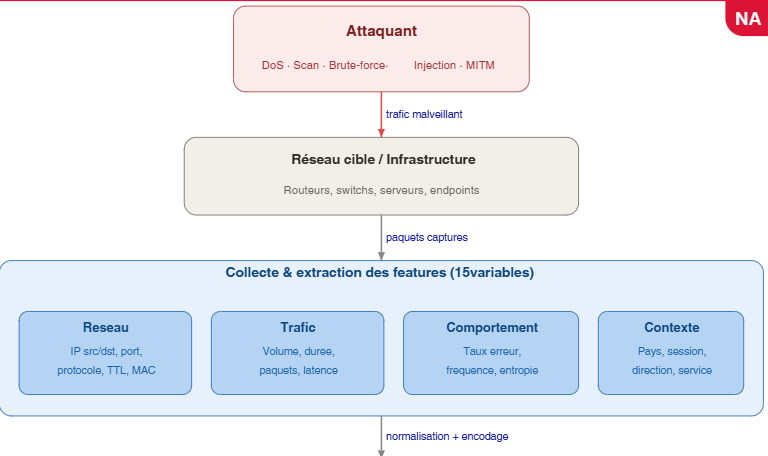 NA
Attaquant
DoS · Scan · Brute-force· Injection · MITM
trafic malveillant
Réseau cible / Infrastructure
Routeurs, switchs, serveurs, endpoints
paquets captures
Collecte & extraction des features (15variables)
Reseau
IP src/dst, port,
protocole, TTL, MAC
Trafic
Volume, duree,
paquets, latence
Comportement
Taux erreur,
frequence, entropie
Contexte
Pays, session,
direction, service
normalisation + encodage